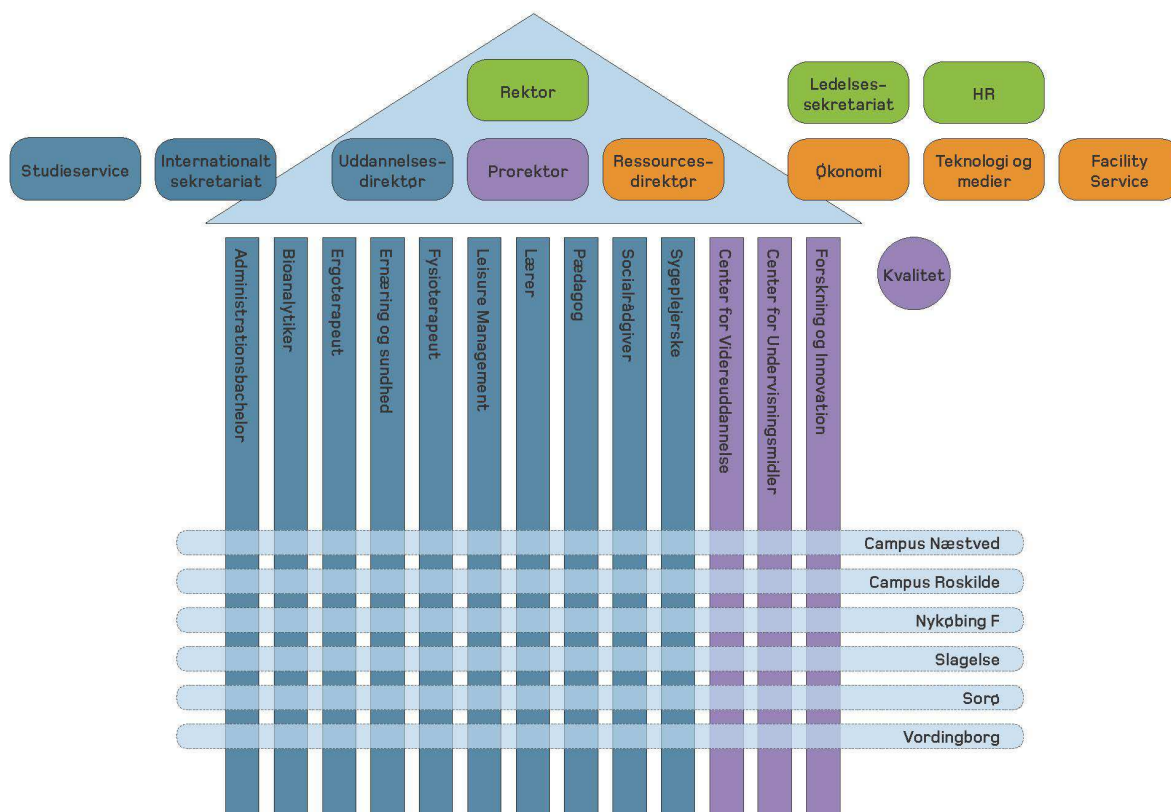 Rektor
Ledelses-
sekretariat
HR
Studieservice
Internationalt
sekretariat
Uddannelses-
direktør
Prorektor
Ressources-
direktør
Økonomi
Teknologi og
medier
Facility
Service
Administrationsbachelor
Bioanalytiker
Ergoterapeut
Ernæring og sundhed
Fysioterapeut
Leisure Management
Lærer
Pædagog
Socialrådgiver
Sygeplejerske
Center for Videreuddannelse
Center for Undervisningsmidler
Forskning og Innovation
Kvalitet
Campus Næstved
Campus Roskilde
Nykøbing F
Slagelse
Sorø
Vordingborg